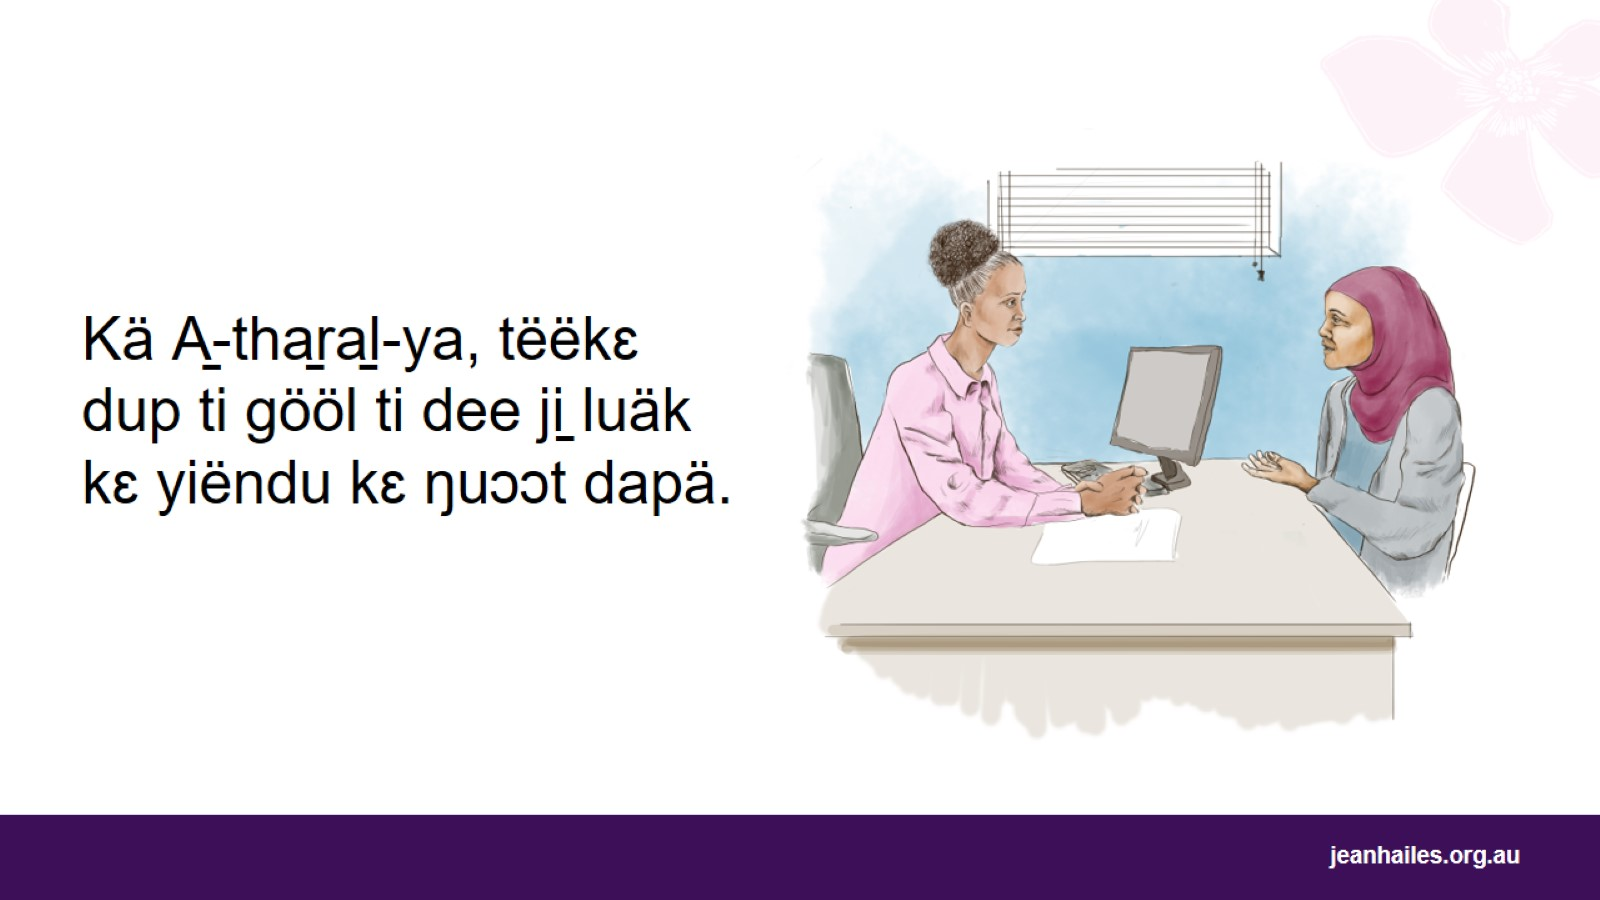 Kä A̱-tha̱ṟa̱ḻ-ya, tëëkɛ
dup ti gööl ti dee ji̱ luäk
kɛ yiëndu kɛ ŋuɔɔt dapä.
jeanhailes.org.au